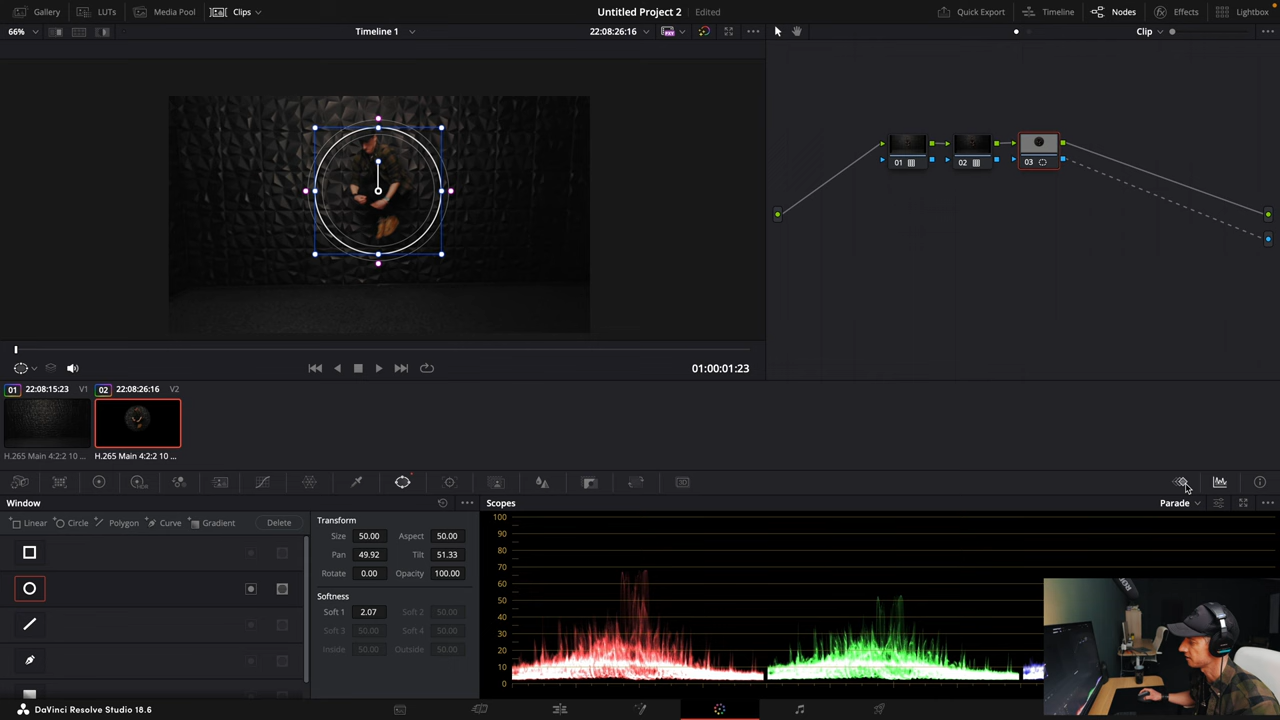 Gallery LUTs Media Pool Clips Untitled Project 2 Edited Quick Export Timeline Nodes Effects Lightbox
66% Timeline 1 22:08:26:16 Clip
01 02 03
01:00:01:23
01 22:08:15:23 V1 02 22:08:26:16 V2
H.265 Main 4:2:2 10 ... H.265 Main 4:2:2 10 ...
Window Scopes Parade
Linear Circle Polygon Curve Gradient Delete
Transform
Size 50.00 Aspect 50.00
Pan 49.92 Tilt 51.33
Rotate 0.00 Opacity 100.00
Softness
Soft 1 2.07 Soft 2 50.00
Soft 3 50.00 Soft 4 50.00
Inside 50.00 Outside 50.00
100
90
80
70
60
50
40
30
20
10
0
DaVinci Resolve Studio 18.6